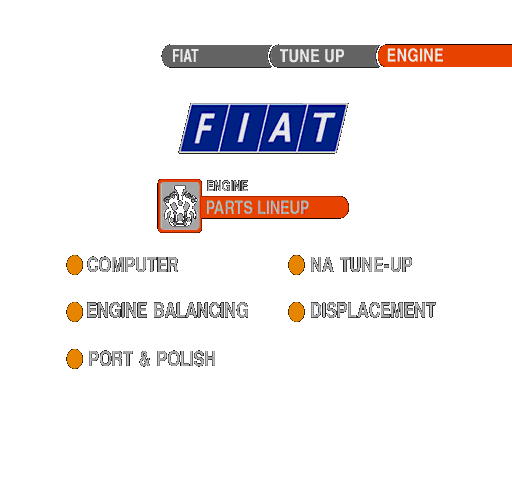 FIAT TUNE UP ENGINE
FIAT
ENGINE
PARTS LINEUP
COMPUTER NA TUNE-UP
ENGINE BALANCING DISPLACEMENT
PORT & POLISH